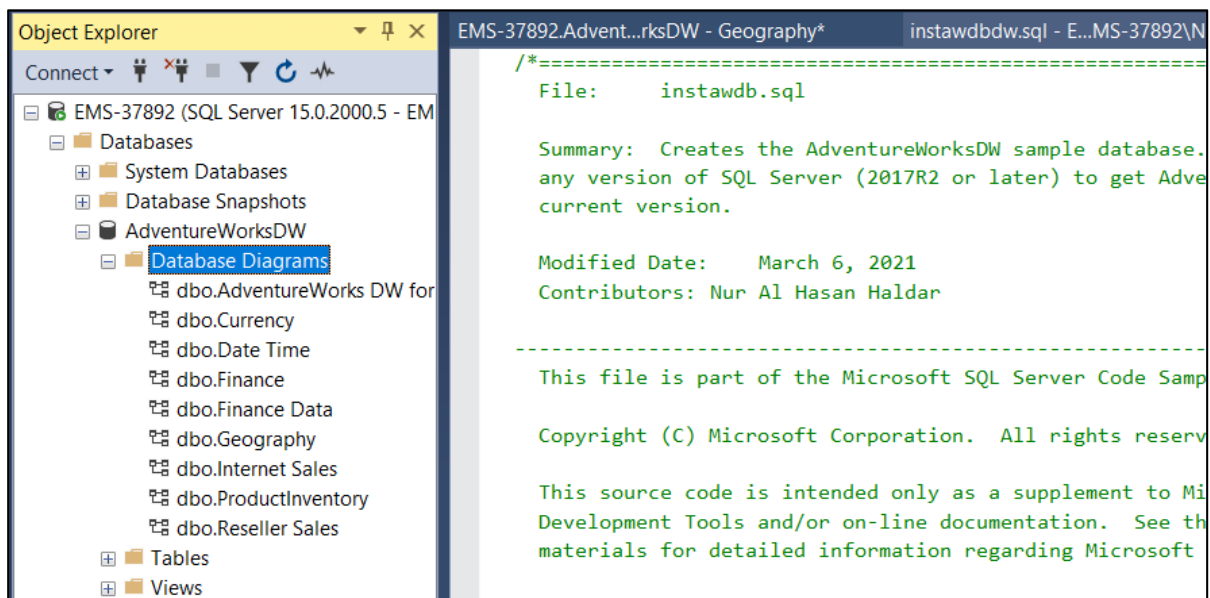 Object Explorer
Connect
EMS-37892 (SQL Server 15.0.2000.5 - EM
Databases
System Databases
Database Snapshots
AdventureWorksDW
Database Diagrams
dbo.AdventureWorks DW for
dbo.Currency
dbo.Date Time
dbo.Finance
dbo.Finance Data
dbo.Geography
dbo.Internet Sales
dbo.ProductInventory
dbo.Reseller Sales
Tables
Views
EMS-37892.Advent...rksDW - Geography*
instawdbdw.sql - E...MS-37892\N
/*=======================================================
File: instawdb.sql
Summary: Creates the AdventureWorksDW sample database.
any version of SQL Server (2017R2 or later) to get Adve
current version.
Modified Date: March 6, 2021
Contributors: Nur Al Hasan Haldar
---------------------------------------------------------
This file is part of the Microsoft SQL Server Code Samp
Copyright (C) Microsoft Corporation. All rights reserv
This source code is intended only as a supplement to Mi
Development Tools and/or on-line documentation. See th
materials for detailed information regarding Microsoft